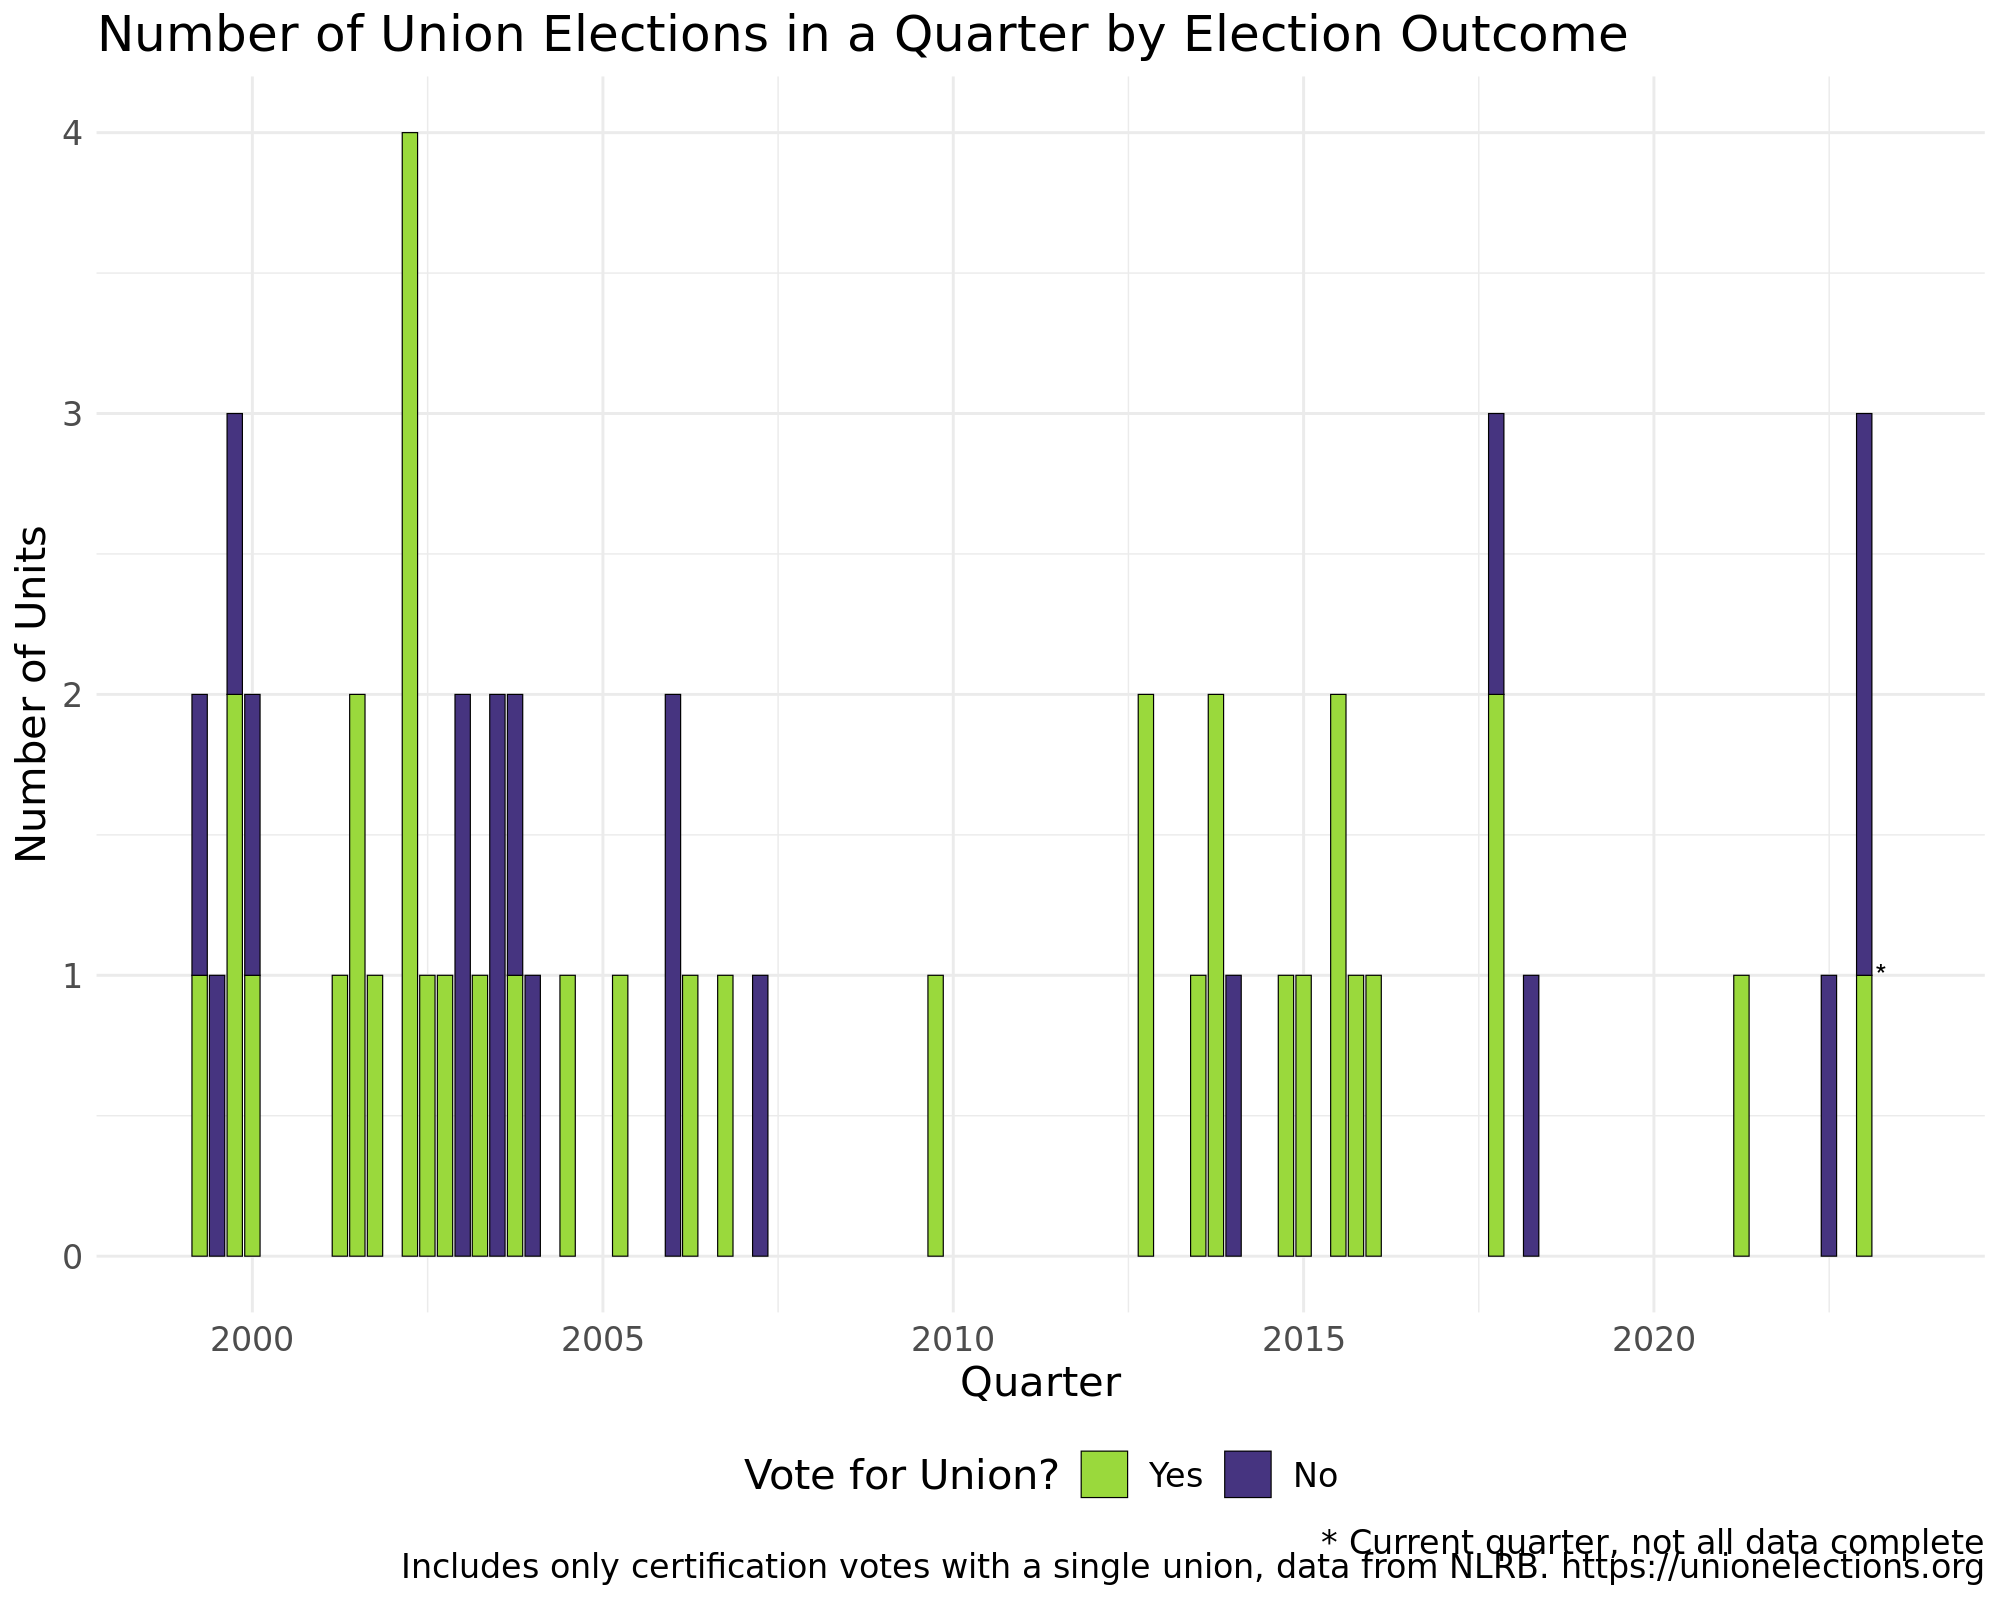 Number of Union Elections in a Quarter by Election Outcome
4
3
2
1
0
Number of Units
*
2000 2005 2010 2015 2020
Quarter
Vote for Union? Yes No
* Current quarter, not all data complete
Includes only certification votes with a single union, data from NLRB. https://unionelections.org